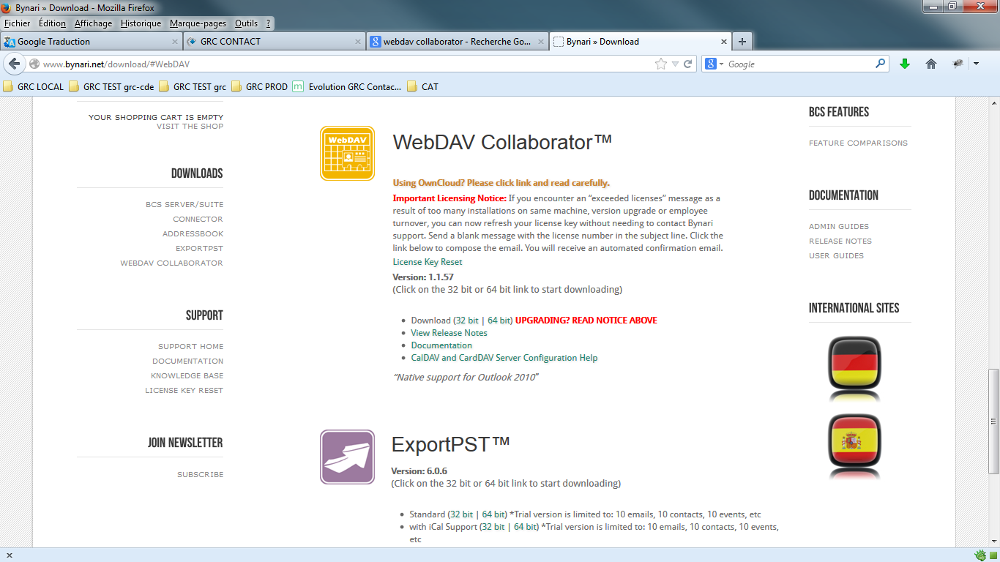 Bynari » Download - Mozilla Firefox
Fichier Édition Affichage Historique Marque-pages Outils ?
Google Traduction
GRC CONTACT
webdav collaborator - Recherche Go...
Bynari » Download
www.bynari.net/download/#WebDAV
Google
GRC LOCAL
GRC TEST grc-cde
GRC TEST grc
GRC PROD
Evolution GRC Contac...
CAT
YOUR SHOPPING CART IS EMPTY
VISIT THE SHOP
DOWNLOADS
BCS SERVER/SUITE
CONNECTOR
ADDRESSBOOK
EXPORTPST
WEBDAV COLLABORATOR
SUPPORT
SUPPORT HOME
DOCUMENTATION
KNOWLEDGE BASE
LICENSE KEY RESET
JOIN NEWSLETTER
SUBSCRIBE
WebDAV
WebDAV Collaborator™
Using OwnCloud? Please click link and read carefully.
Important Licensing Notice: If you encounter an “exceeded licenses” message as a
result of too many installations on same machine, version upgrade or employee
turnover, you can now refresh your license key without needing to contact Bynari
support. Send a blank message with the license number in the subject line. Click the
link below to compose the email. You will receive an automated confirmation email.
License Key Reset
Version: 1.1.57
(Click on the 32 bit or 64 bit link to start downloading)
Download (32 bit | 64 bit) UPGRADING? READ NOTICE ABOVE
View Release Notes
Documentation
CalDAV and CardDAV Server Configuration Help
“Native support for Outlook 2010”
ExportPST™
Version: 6.0.6
(Click on the 32 bit or 64 bit link to start downloading)
Standard (32 bit | 64 bit) *Trial version is limited to: 10 emails, 10 contacts, 10 events, etc
with iCal Support (32 bit | 64 bit) *Trial version is limited to: 10 emails, 10 contacts, 10 events,
etc
BCS FEATURES
FEATURE COMPARISONS
DOCUMENTATION
ADMIN GUIDES
RELEASE NOTES
USER GUIDES
INTERNATIONAL SITES